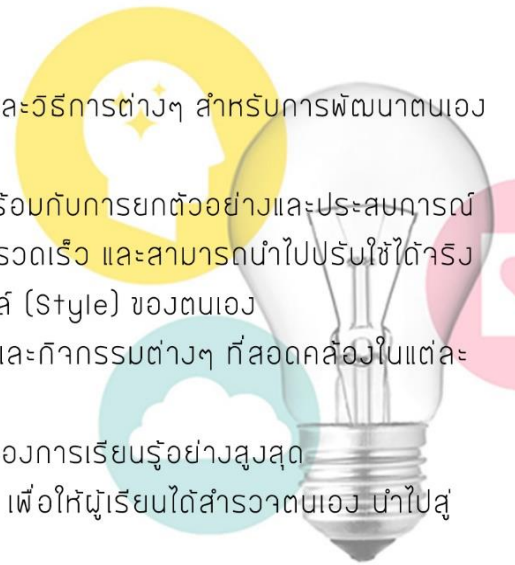 ละวิธีการต่างๆ สำหรับการพัฒนาตนเอง
ร้อมกับการยกตัวอย่างและประสบการณ์
รวดเร็ว และสามารถนำไปปรับใช้ได้จริง
ล์ (Style) ของตนเอง
ละกิจกรรมต่างๆ ที่สอดคล้องในแต่ละ
องการเรียนรู้อย่างสูงสุด
เพื่อให้ผู้เรียนได้สำรวจตนเอง นำไปสู่